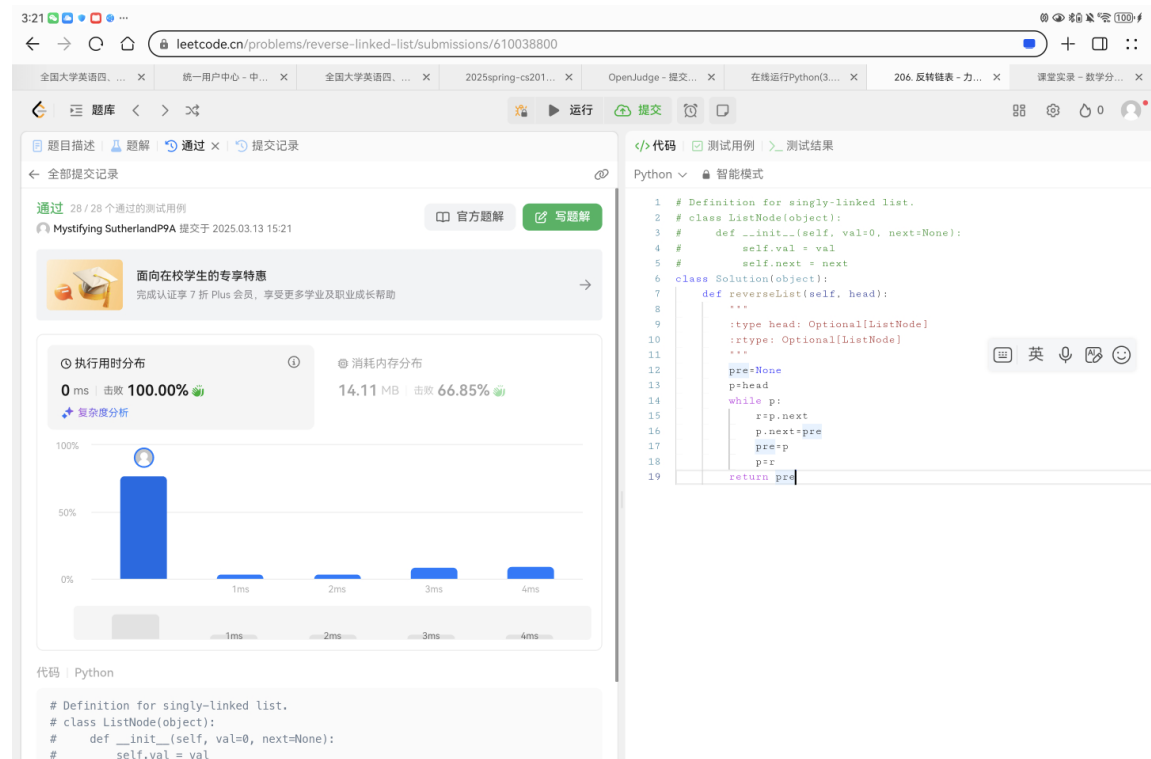 3:21 ...
100
leetcode.cn/problems/reverse-linked-list/submissions/610038800
全国大学英语四、... × 统一用户中心 – 中... × 全国大学英语四、... × 2025spring-cs201... × OpenJudge – 提交... × 在线运行Python(3.... × 206. 反转链表 – 力... × 课堂实录 – 数学分... ×
题库 运行 提交 0
题目描述 题解 通过 × 提交记录
全部提交记录
通过 28 / 28 个通过的测试用例
Mystifying SutherlandP9A 提交于 2025.03.13 15:21
官方题解 写题解
面向在校学生的专享特惠
完成认证享 7 折 Plus 会员，享受更多学业及职业成长帮助
执行用时分布
0 ms 击败 100.00%
复杂度分析
消耗内存分布
14.11 MB 击败 66.85%
100%
50%
0%
1ms 2ms 3ms 4ms
1ms 2ms 3ms 4ms
代码 Python
# Definition for singly-linked list.
# class ListNode(object):
#     def __init__(self, val=0, next=None):
#         self.val = val
</>代码 测试用例 >_ 测试结果
Python 智能模式
1 # Definition for singly-linked list.
2 # class ListNode(object):
3 #     def __init__(self, val=0, next=None):
4 #         self.val = val
5 #         self.next = next
6 class Solution(object):
7     def reverseList(self, head):
8         """
9         :type head: Optional[ListNode]
10         :rtype: Optional[ListNode]
11         """
12         pre=None
13         p=head
14         while p:
15             r=p.next
16             p.next=pre
17             pre=p
18             p=r
19         return pre
英